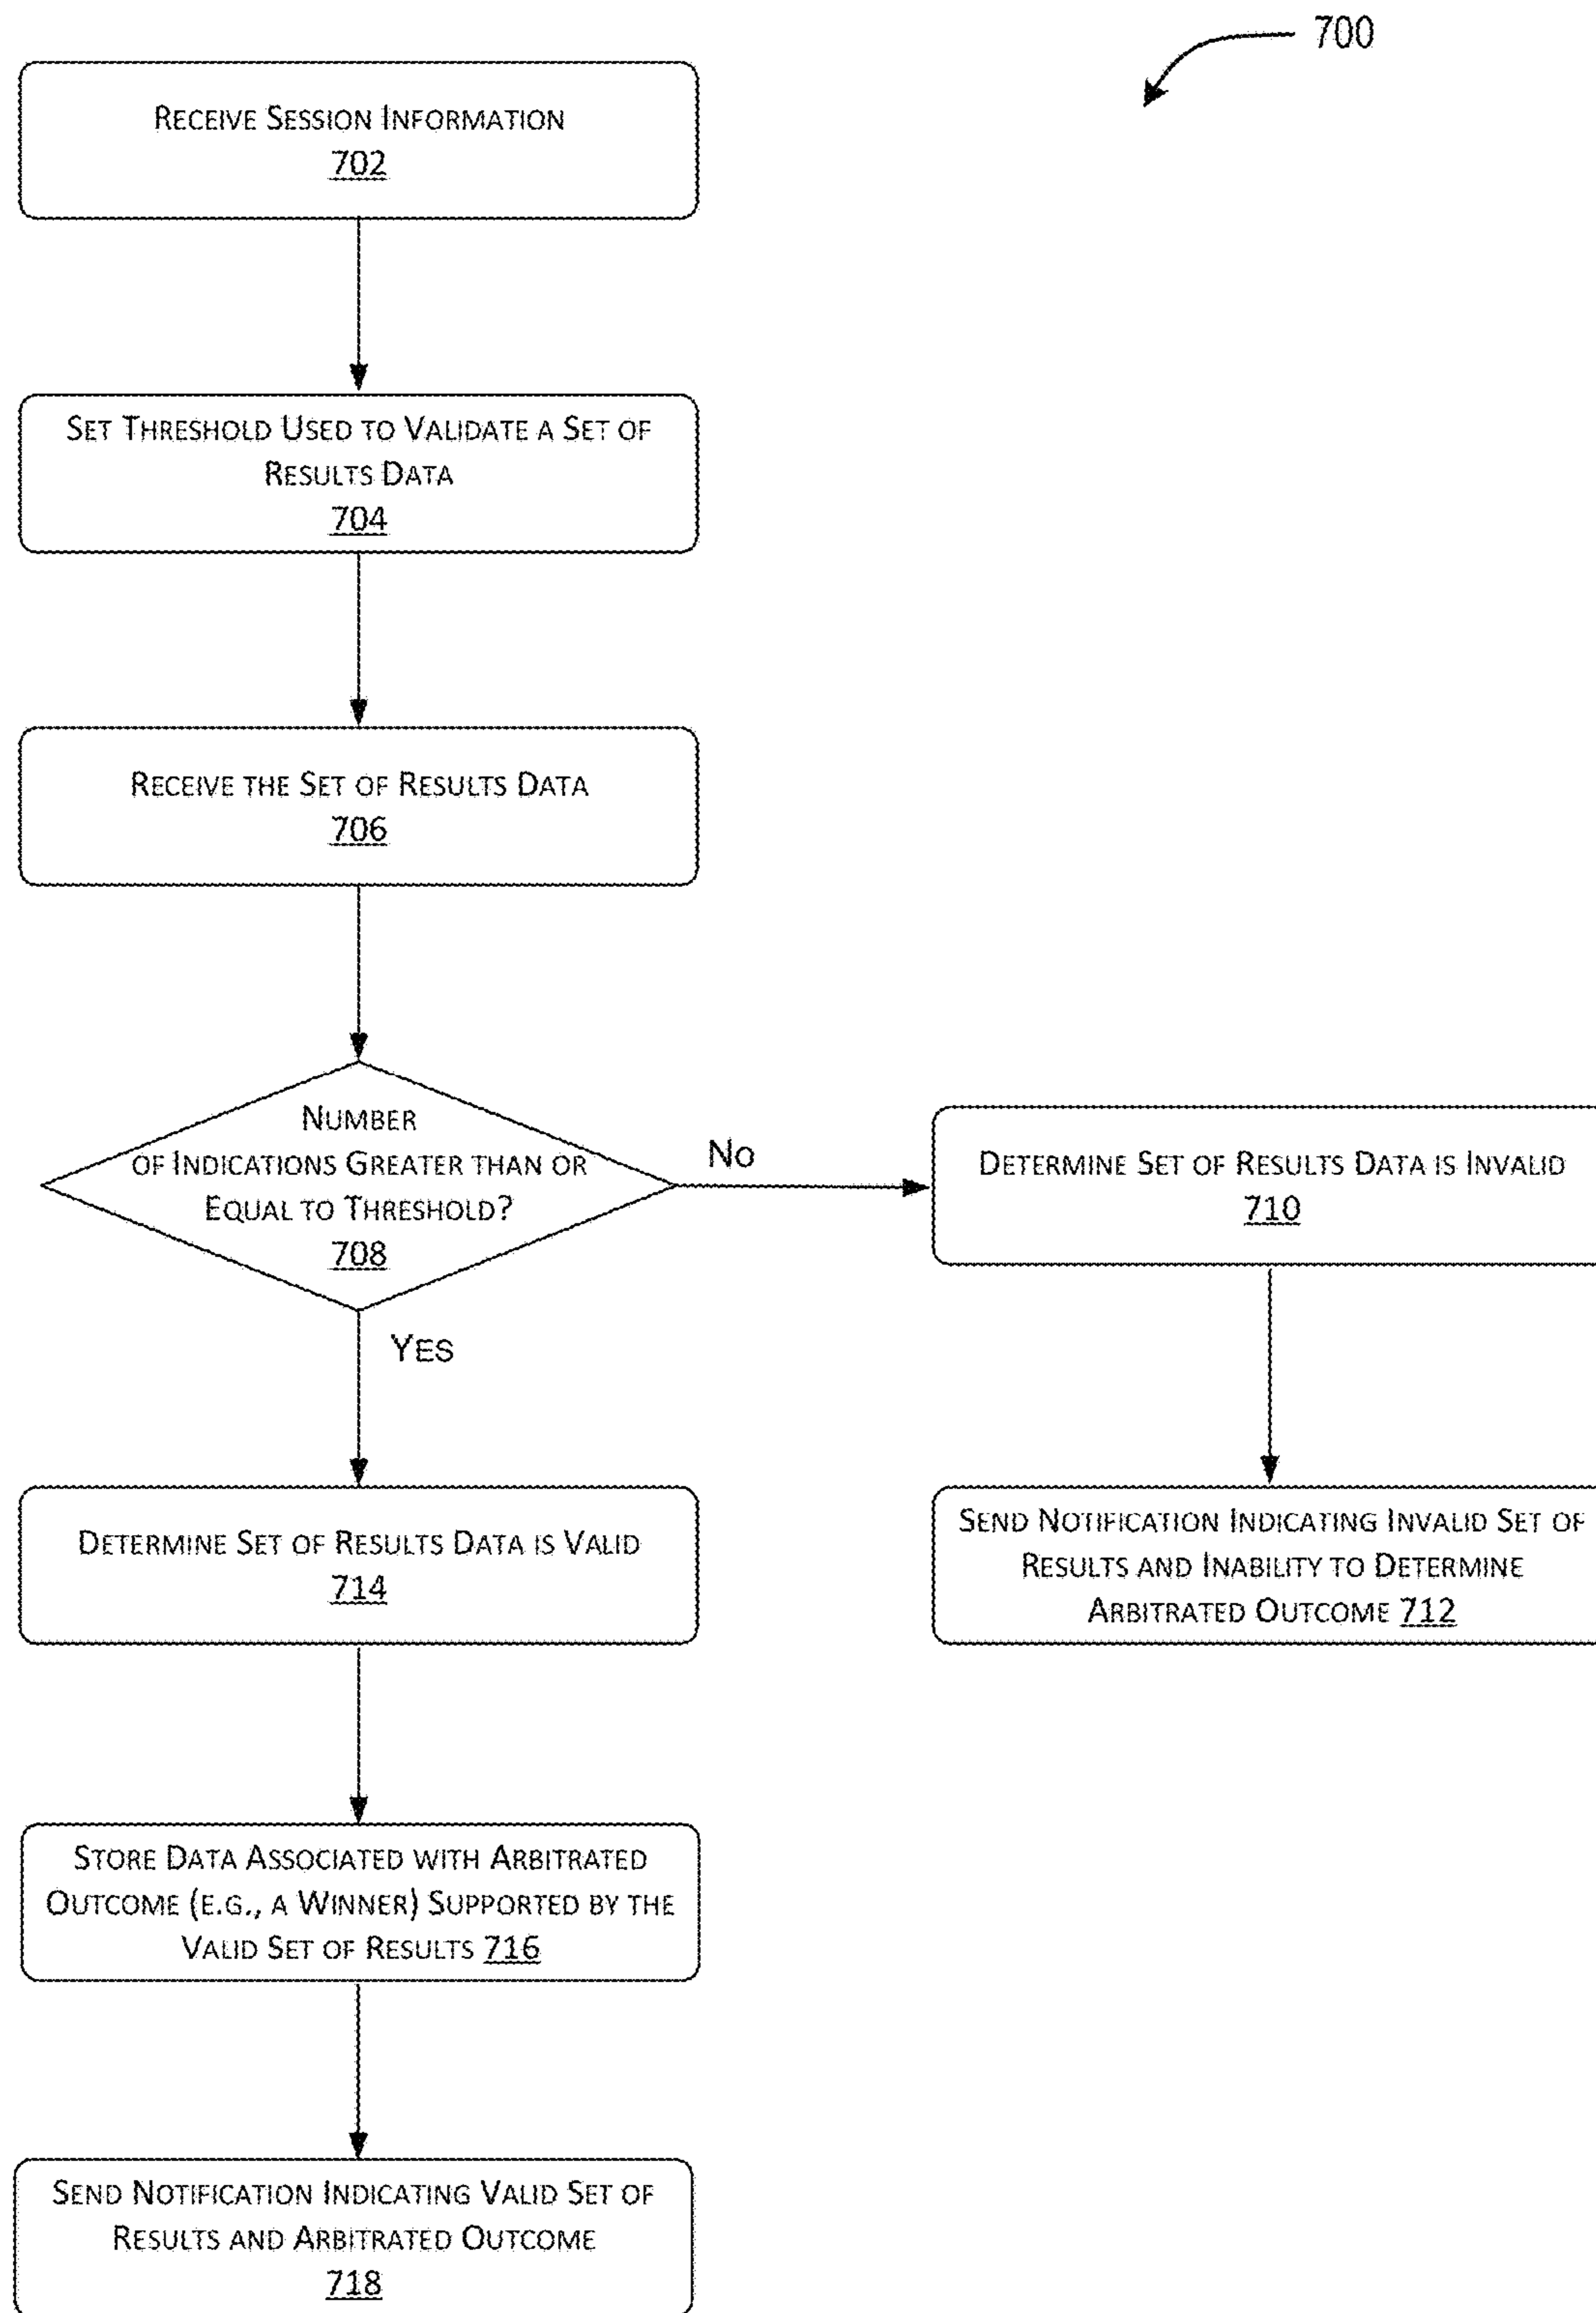 700
Receive Session Information
702
Set Threshold Used to Validate a Set of
Results Data
704
Receive the Set of Results Data
706
Number
of Indications Greater than or
Equal to Threshold?
708
No
Yes
Determine Set of Results Data is Invalid
710
Send Notification Indicating Invalid Set of
Results and Inability to Determine
Arbitrated Outcome 712
Determine Set of Results Data is Valid
714
Store Data Associated with Arbitrated
Outcome (e.g., a Winner) Supported by the
Valid Set of Results 716
Send Notification Indicating Valid Set of
Results and Arbitrated Outcome
718